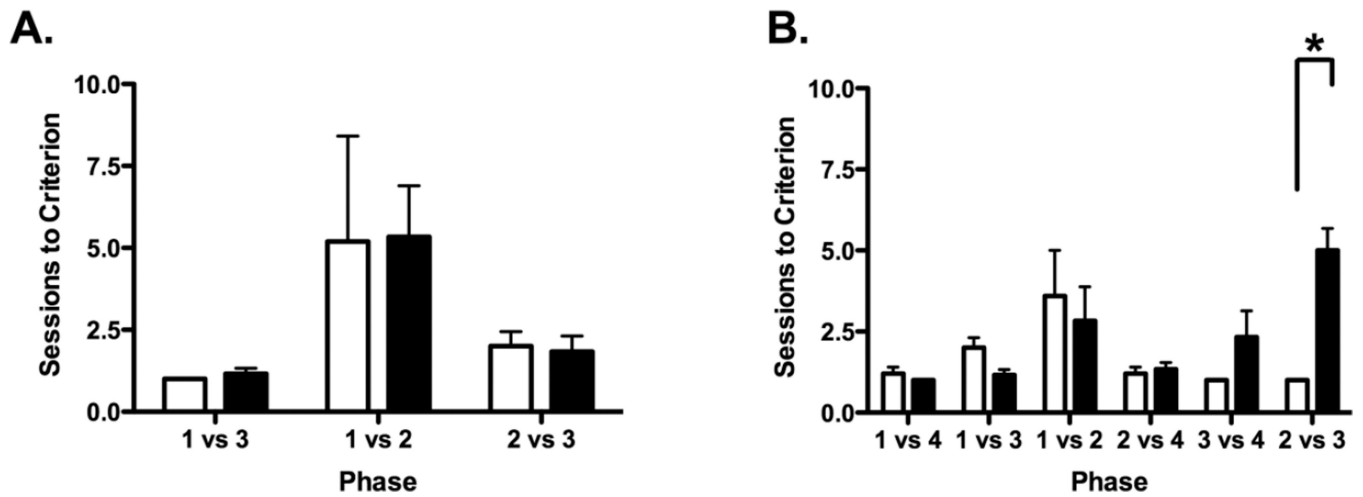 A.
Sessions to Criterion
10.0
7.5
5.0
2.5
0.0
1 vs 3 1 vs 2 2 vs 3
Phase
B.
*
Sessions to Criterion
10.0
7.5
5.0
2.5
0.0
1 vs 4 1 vs 3 1 vs 2 2 vs 4 3 vs 4 2 vs 3
Phase